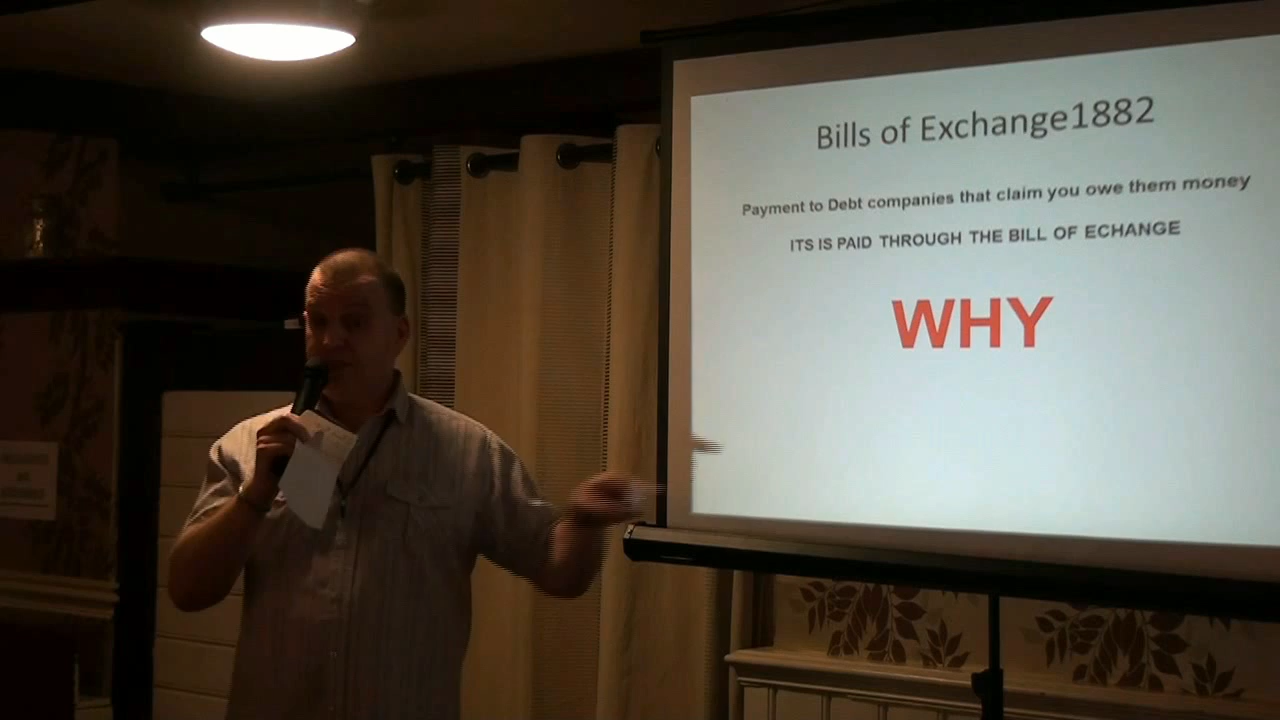 Bills of Exchange1882
Payment to Debt companies that claim you owe them money
ITS IS PAID THROUGH THE BILL OF ECHANGE
WHY